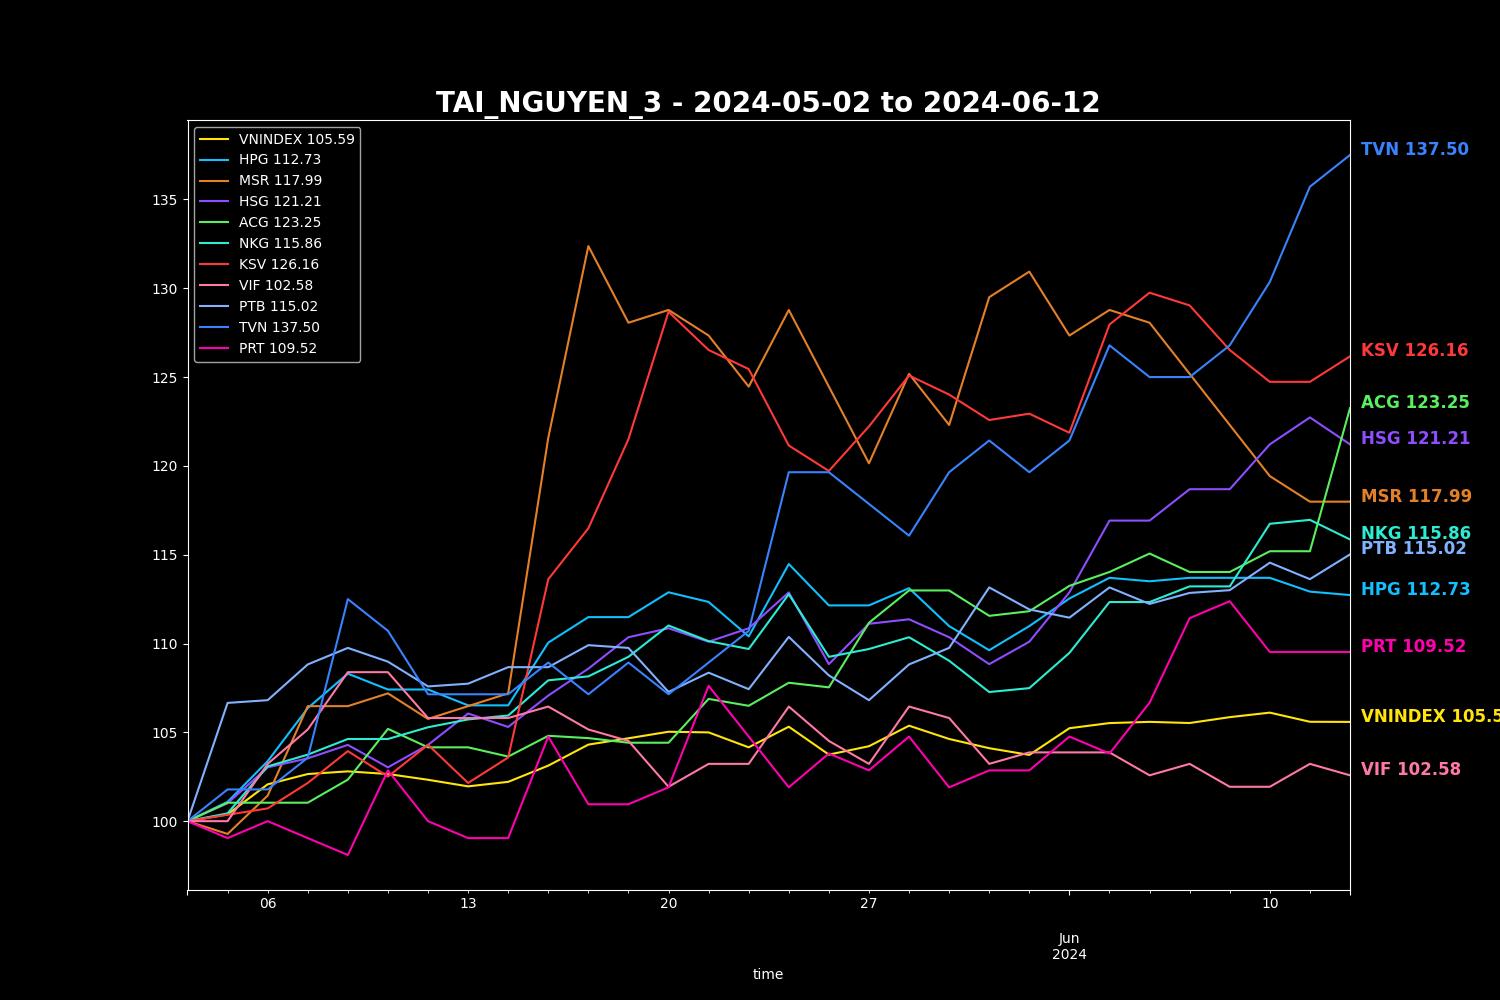 TAI_NGUYEN_3 - 2024-05-02 to 2024-06-12
VNINDEX 105.59
HPG 112.73
MSR 117.99
HSG 121.21
ACG 123.25
NKG 115.86
KSV 126.16
VIF 102.58
PTB 115.02
TVN 137.50
PRT 109.52
135
130
125
120
115
110
105
100
TVN 137.50
KSV 126.16
ACG 123.25
HSG 121.21
MSR 117.99
NKG 115.86
PTB 115.02
HPG 112.73
PRT 109.52
VNINDEX 105.5
VIF 102.58
06 13 20 27 10
Jun
2024
time